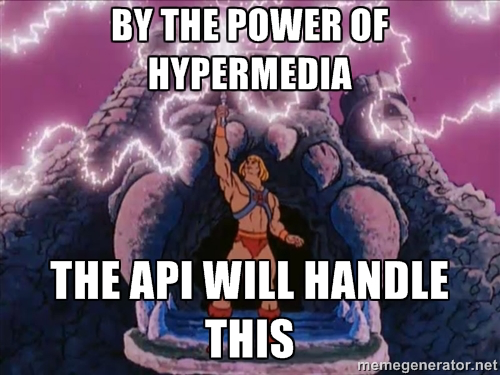 BY THE POWER OF
HYPERMEDIA
THE API WILL HANDLE
THIS
memegenerator.net